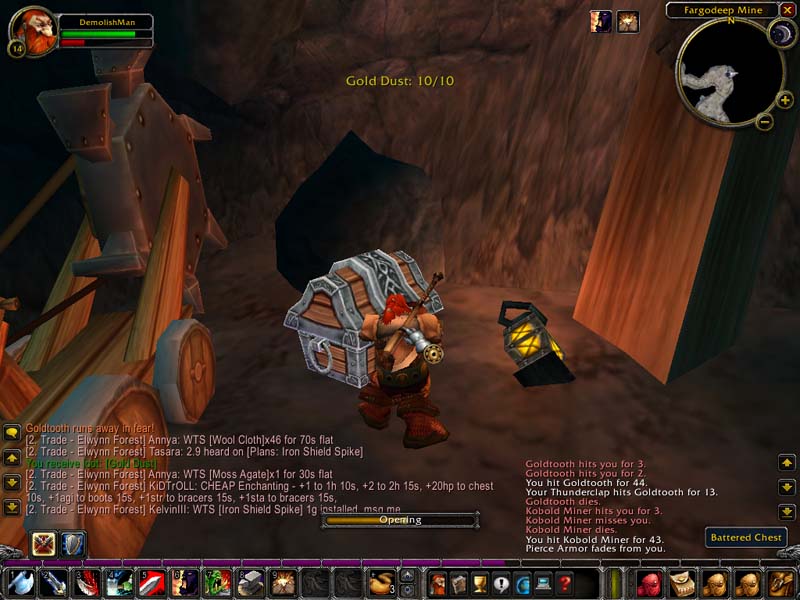 DemolishMan
14
Fargodeep Mine
N
Gold Dust: 10/10
Goldtooth runs away in fear!
[2. Trade - Elwynn Forest] Annya: WTS [Wool Cloth]x46 for 70s flat
[2. Trade - Elwynn Forest] Tasara: 2.9 heard on [Plans: Iron Shield Spike]
You receive loot: [Gold Dust]
[2. Trade - Elwynn Forest] Annya: WTS [Moss Agate]x1 for 30s flat
[2. Trade - Elwynn Forest] KiDTrOLL: CHEAP Enchanting - +1 to 1h 10s, +2 to 2h 15s, +20hp to chest
10s, +1agi to boots 15s, +1str to bracers 15s, +1sta to bracers 15s,
[2. Trade - Elwynn Forest] KelvinIII: WTS [Iron Shield Spike] 1g installed, msg me
Opening
Goldtooth hits you for 3.
Goldtooth hits you for 2.
You hit Goldtooth for 44.
Your Thunderclap hits Goldtooth for 13.
Goldtooth dies.
Kobold Miner hits you for 3.
Kobold Miner misses you.
Kobold Miner dies.
You hit Kobold Miner for 43.
Pierce Armor fades from you.
Battered Chest